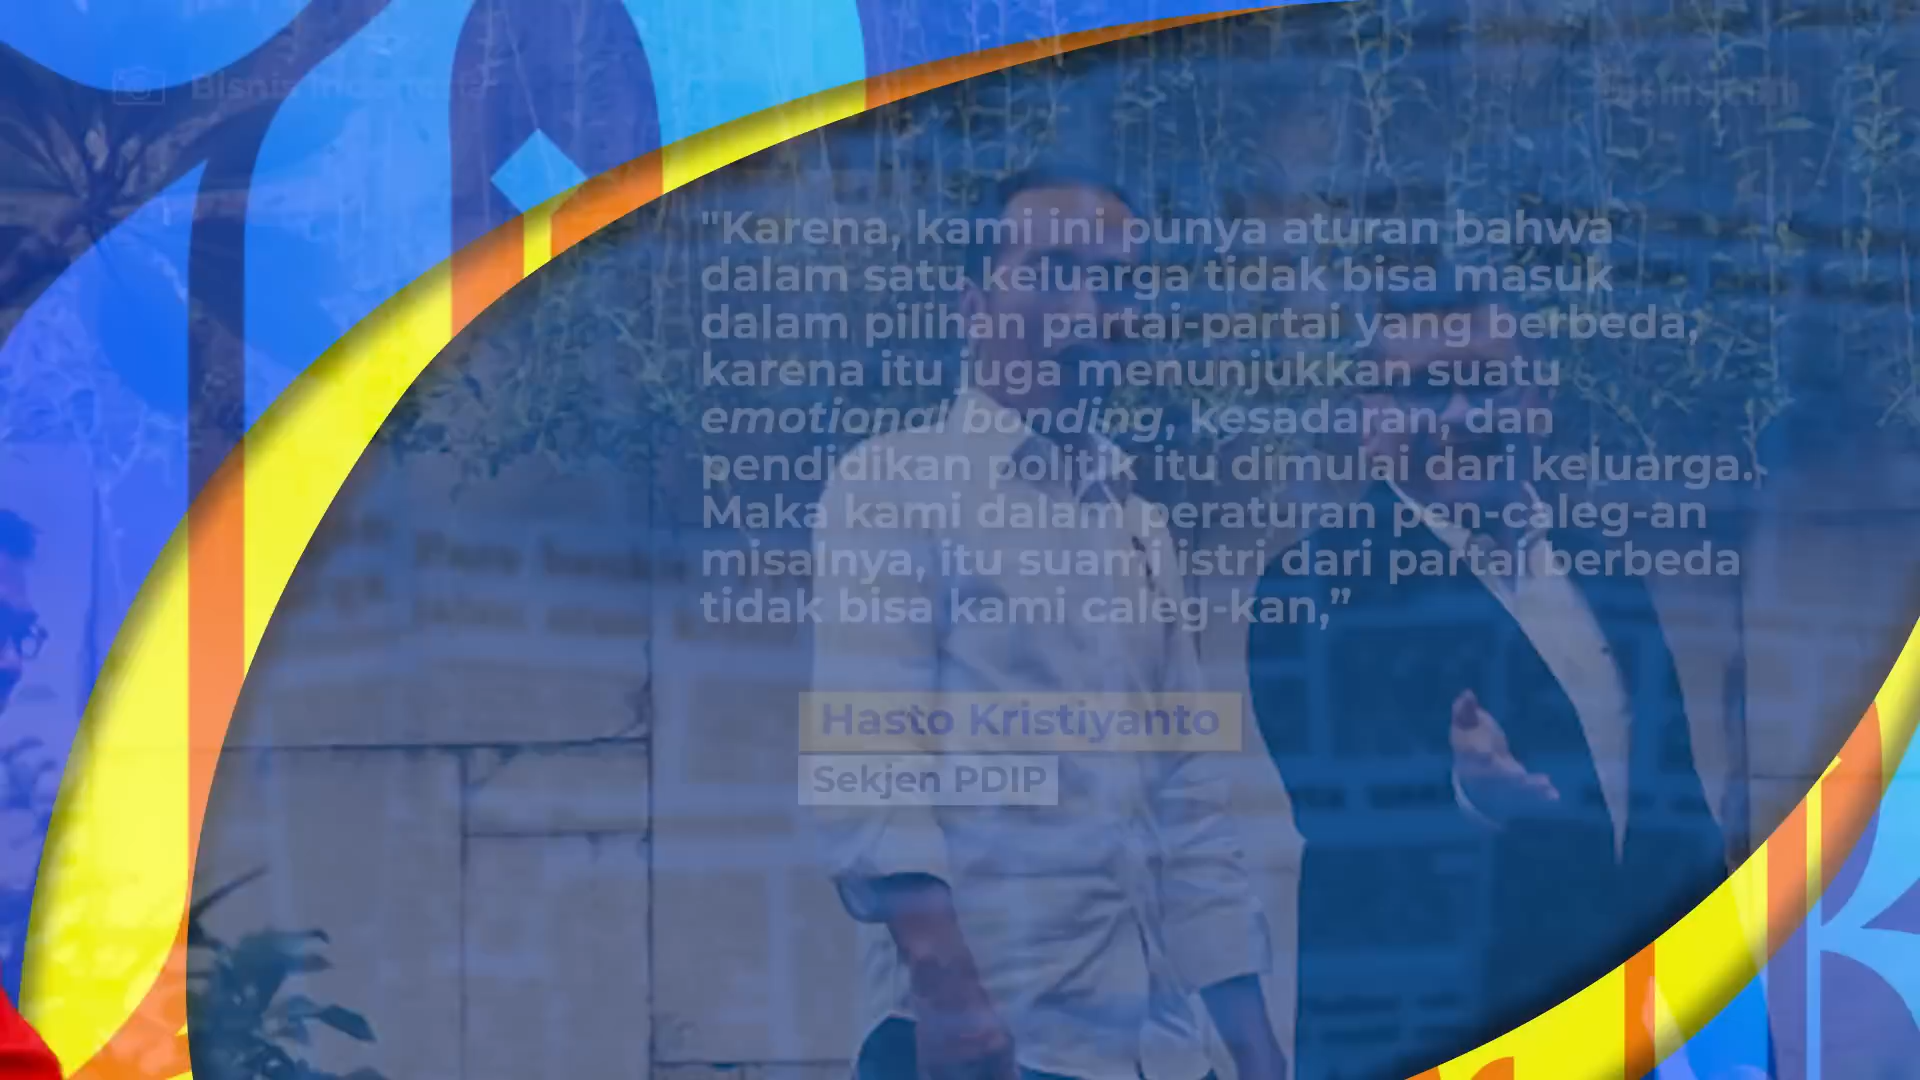 Bisnis Indonesia
"Karena, kami ini punya aturan bahwa
dalam satu keluarga tidak bisa masuk
dalam pilihan partai-partai yang berbeda,
karena itu juga menunjukkan suatu
emotional bonding, kesadaran, dan
pendidikan politik itu dimulai dari keluarga.
Maka kami dalam peraturan pen-caleg-an
misalnya, itu suami istri dari partai berbeda
tidak bisa kami caleg-kan,”
Hasto Kristiyanto
Sekjen PDIP